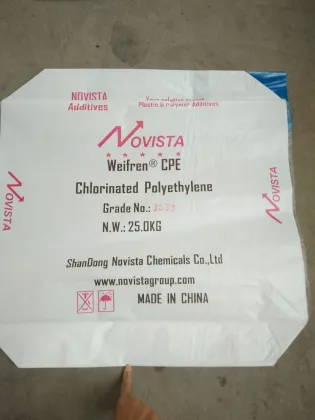 NOVISTA
Additives
Plastic & Polymer Additives
NOVISTA
Weifren® CPE
Chlorinated Polyethylene
Grade No.:
N.W.: 25.0KG
NOVISTA
NOVISTA
ShanDong Novista Chemicals Co.,Ltd
www.novistagroup.com
MADE IN CHINA